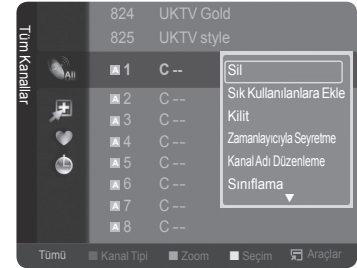 Tüm Kanallar
824 UKTV Gold
825 UKTV style
All
A 1 C --
A 2 C --
A 3 C --
A 4 C --
A 5 C --
A 6 C --
A 7 C --
A 8 C --
Sil
Sık Kullanılanlara Ekle
Kilit
Zamanlayıcıyla Seyretme
Kanal Adı Düzenleme
Sınıflama
Tümü Kanal Tipi Zoom Seçim Araçlar